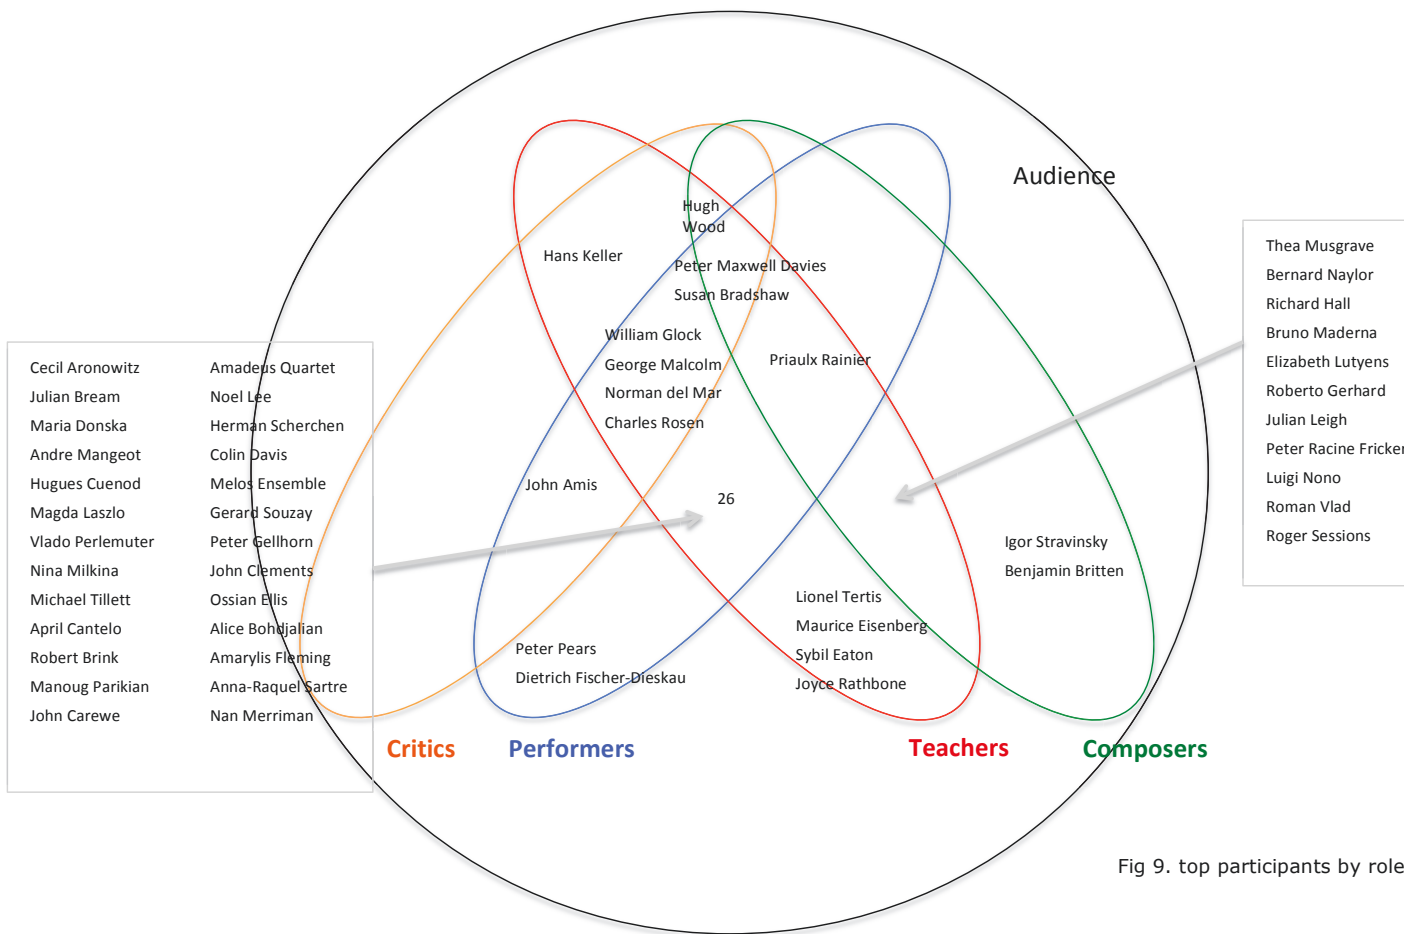 Audience
Hugh
Wood
Hans Keller
Peter Maxwell Davies
Susan Bradshaw
William Glock
George Malcolm
Norman del Mar
Charles Rosen
Priaulx Rainier
John Amis
26
Igor Stravinsky
Benjamin Britten
Lionel Tertis
Maurice Eisenberg
Sybil Eaton
Joyce Rathbone
Peter Pears
Dietrich Fischer-Dieskau
Cecil Aronowitz
Julian Bream
Maria Donska
Andre Mangeot
Hugues Cuenod
Magda Laszlo
Vlado Perlemuter
Nina Milkina
Michael Tillett
April Cantelo
Robert Brink
Manoug Parikian
John Carewe
Amadeus Quartet
Noel Lee
Herman Scherchen
Colin Davis
Melos Ensemble
Gerard Souzay
Peter Gellhorn
John Clements
Ossian Ellis
Alice Bohdjalian
Amarylis Fleming
Anna-Raquel Sartre
Nan Merriman
Thea Musgrave
Bernard Naylor
Richard Hall
Bruno Maderna
Elizabeth Lutyens
Roberto Gerhard
Julian Leigh
Peter Racine Fricker
Luigi Nono
Roman Vlad
Roger Sessions
Critics
Performers
Teachers
Composers
Fig 9. top participants by role